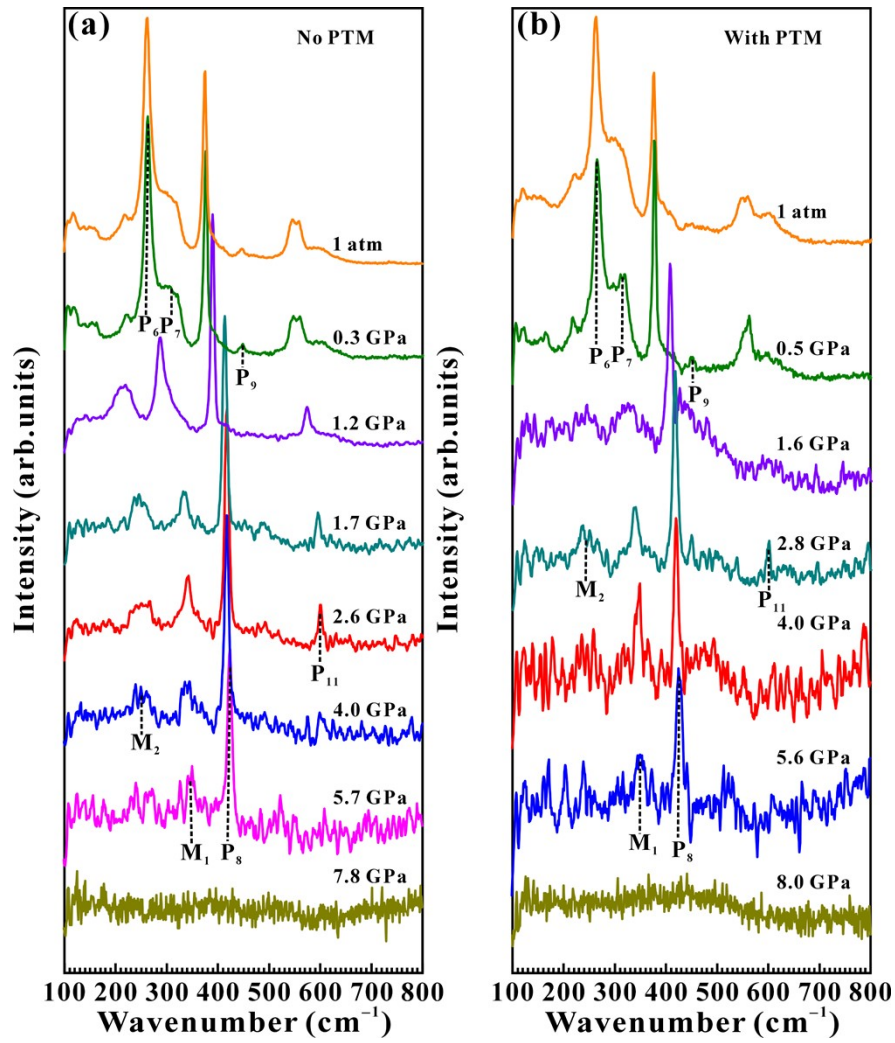 (a)
No PTM
1 atm
P₆P₇
0.3 GPa
P₉
1.2 GPa
1.7 GPa
2.6 GPa
P₁₁
4.0 GPa
M₂
5.7 GPa
M₁
P₈
7.8 GPa
Intensity (arb.units)
100 200 300 400 500 600 700 800
Wavenumber (cm⁻¹)
(b)
With PTM
1 atm
P₆P₇
0.5 GPa
P₉
1.6 GPa
2.8 GPa
M₂
P₁₁
4.0 GPa
5.6 GPa
M₁
P₈
8.0 GPa
Intensity (arb.units)
100 200 300 400 500 600 700 800
Wavenumber (cm⁻¹)